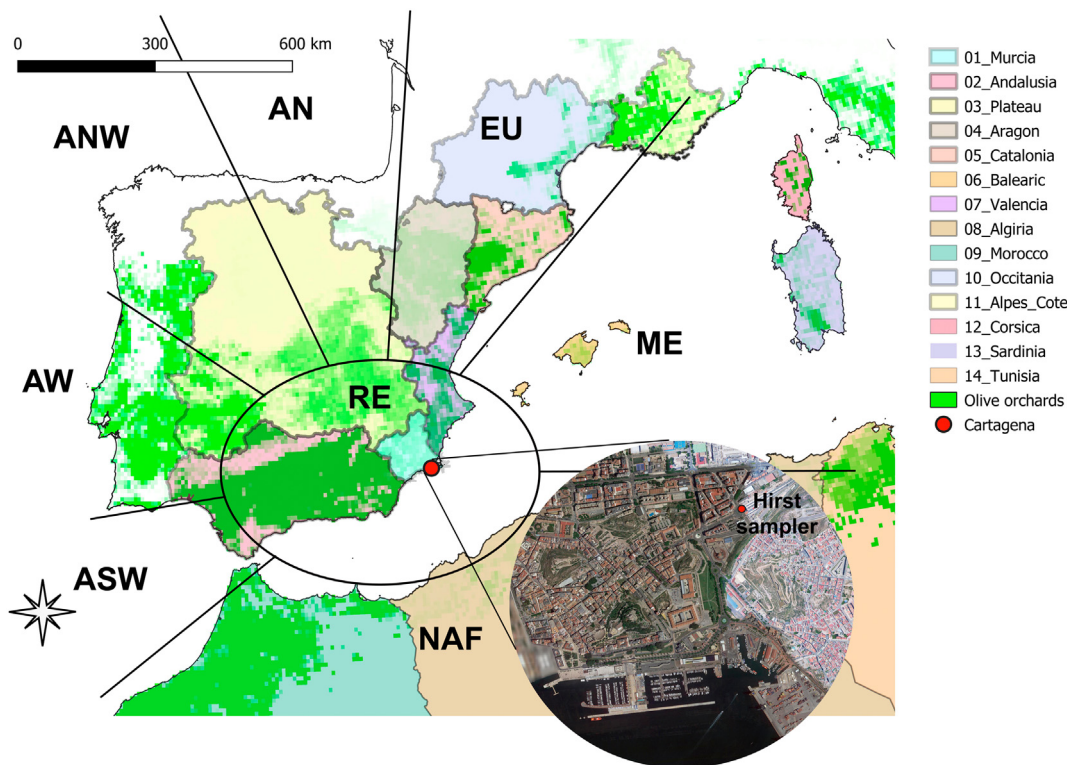 0 300 600 km
AN
ANW
EU
AW
RE
ME
ASW
NAF
Hirst
sampler
01_Murcia
02_Andalusia
03_Plateau
04_Aragon
05_Catalonia
06_Balearic
07_Valencia
08_Algiria
09_Morocco
10_Occitania
11_Alpes_Cote
12_Corsica
13_Sardinia
14_Tunisia
Olive orchards
Cartagena